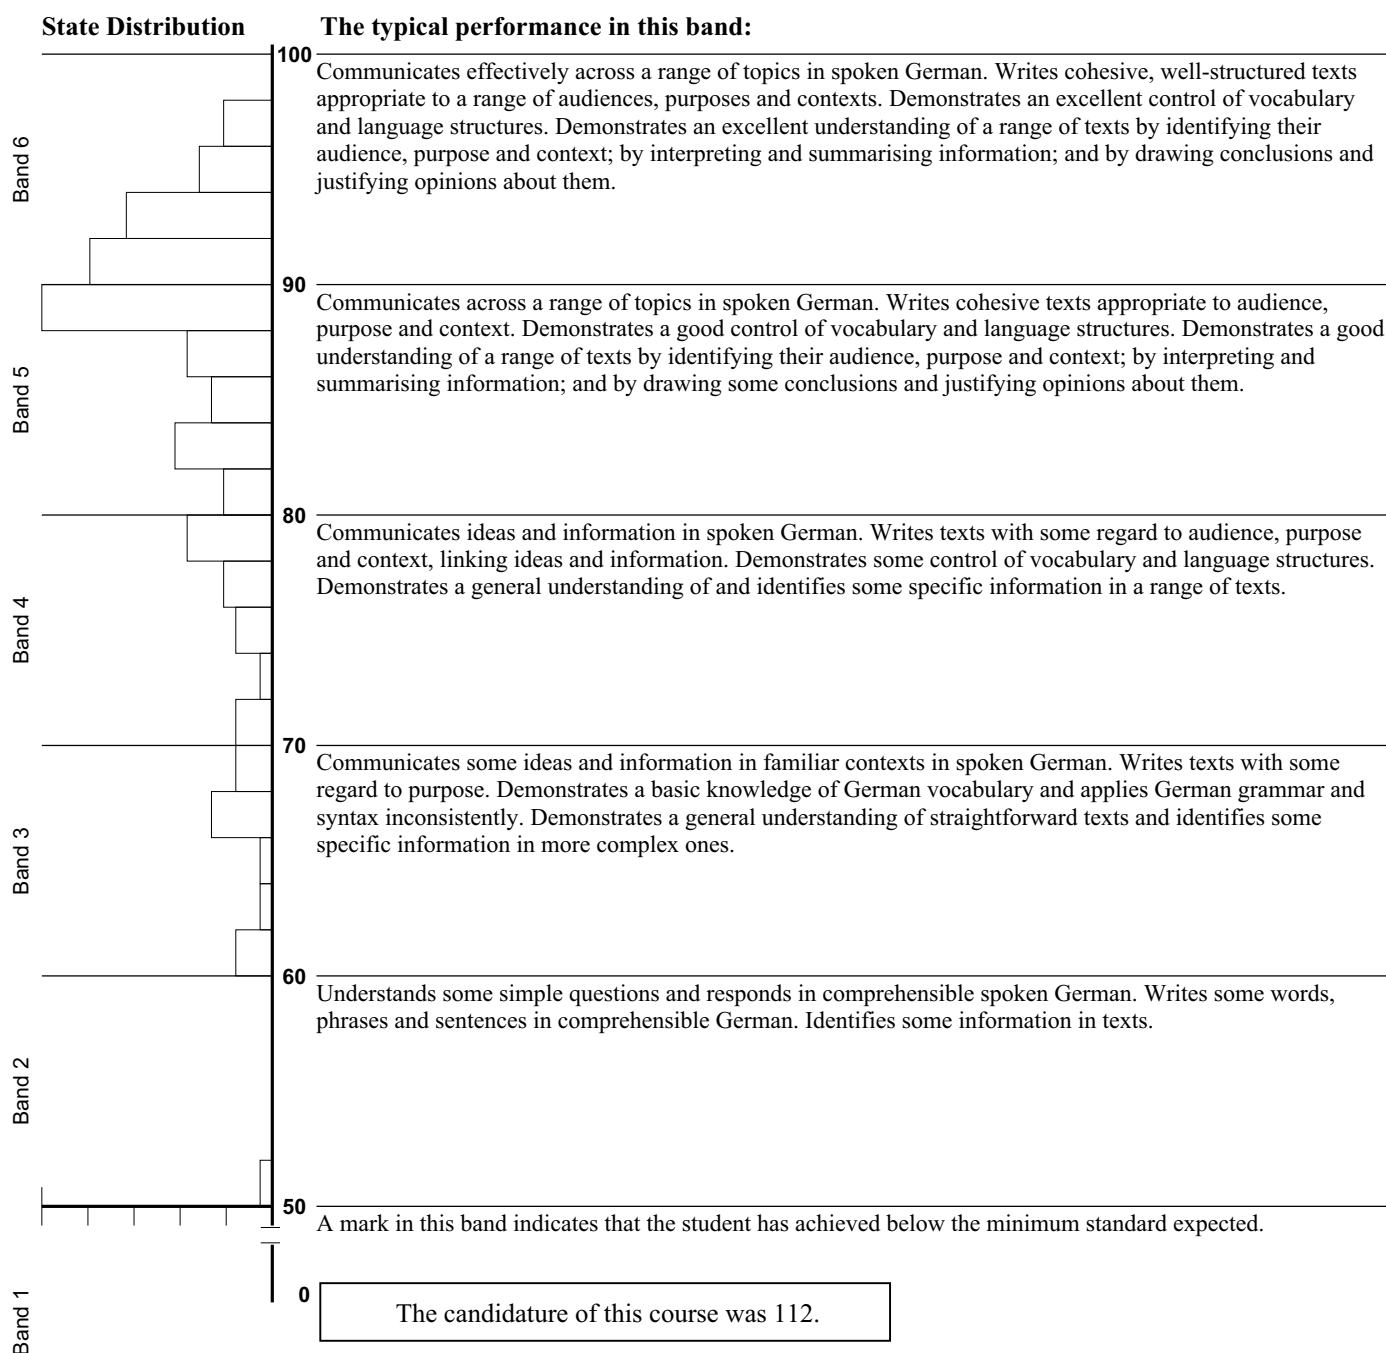 State Distribution
The typical performance in this band:
100
Communicates effectively across a range of topics in spoken German. Writes cohesive, well-structured texts
appropriate to a range of audiences, purposes and contexts. Demonstrates an excellent control of vocabulary
and language structures. Demonstrates an excellent understanding of a range of texts by identifying their
audience, purpose and context; by interpreting and summarising information; and by drawing conclusions and
justifying opinions about them.
Band 6
90
Communicates across a range of topics in spoken German. Writes cohesive texts appropriate to audience,
purpose and context. Demonstrates a good control of vocabulary and language structures. Demonstrates a good
understanding of a range of texts by identifying their audience, purpose and context; by interpreting and
summarising information; and by drawing some conclusions and justifying opinions about them.
Band 5
80
Communicates ideas and information in spoken German. Writes texts with some regard to audience, purpose
and context, linking ideas and information. Demonstrates some control of vocabulary and language structures.
Demonstrates a general understanding of and identifies some specific information in a range of texts.
Band 4
70
Communicates some ideas and information in familiar contexts in spoken German. Writes texts with some
regard to purpose. Demonstrates a basic knowledge of German vocabulary and applies German grammar and
syntax inconsistently. Demonstrates a general understanding of straightforward texts and identifies some
specific information in more complex ones.
Band 3
60
Understands some simple questions and responds in comprehensible spoken German. Writes some words,
phrases and sentences in comprehensible German. Identifies some information in texts.
Band 2
50
A mark in this band indicates that the student has achieved below the minimum standard expected.
0
Band 1
The candidature of this course was 112.